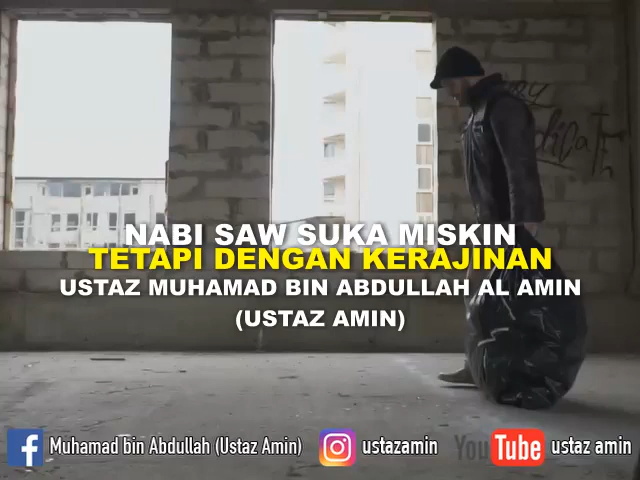 NABI SAW SUKA MISKIN
TETAPI DENGAN KERAJINAN
USTAZ MUHAMAD BIN ABDULLAH AL AMIN
(USTAZ AMIN)
Muhamad bin Abdullah (Ustaz Amin)
ustazamin
YouTube
ustaz amin